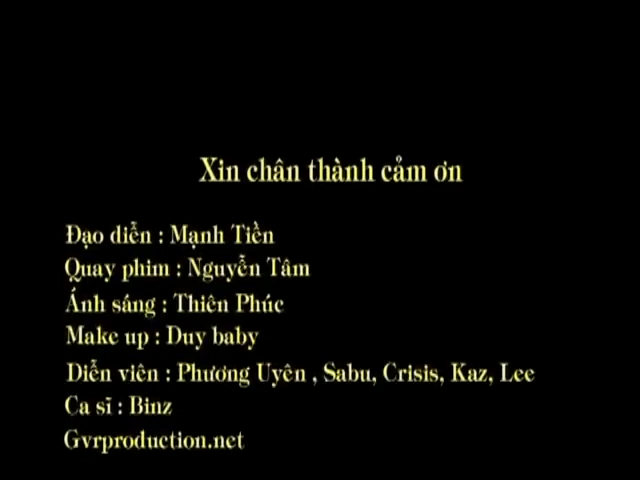 Xin chân thành cảm ơn
Đạo diễn : Mạnh Tiền
Quay phim : Nguyễn Tâm
Ánh sáng : Thiên Phúc
Make up : Duy baby
Diễn viên : Phương Uyên , Sabu, Crisis, Kaz, Lee
Ca sĩ : Binz
Gvrproduction.net